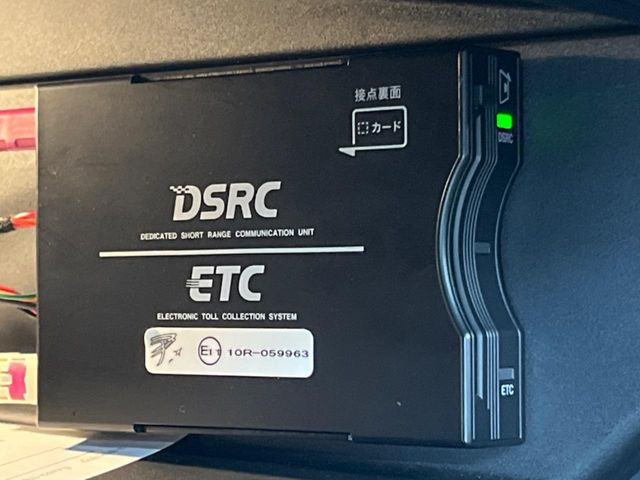 接点裏面
カード
DSRC
DSRC
DEDICATED SHORT RANGE COMMUNICATION UNIT
ETC
ELECTRONIC TOLL COLLECTION SYSTEM
E11 10R-059963
ETC